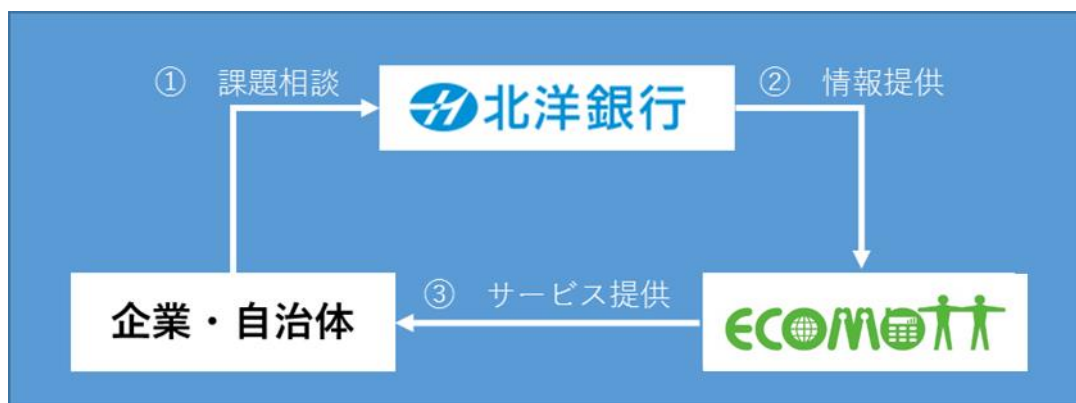 ① 課題相談
北洋銀行
② 情報提供
企業・自治体
③ サービス提供
ECOMOTT